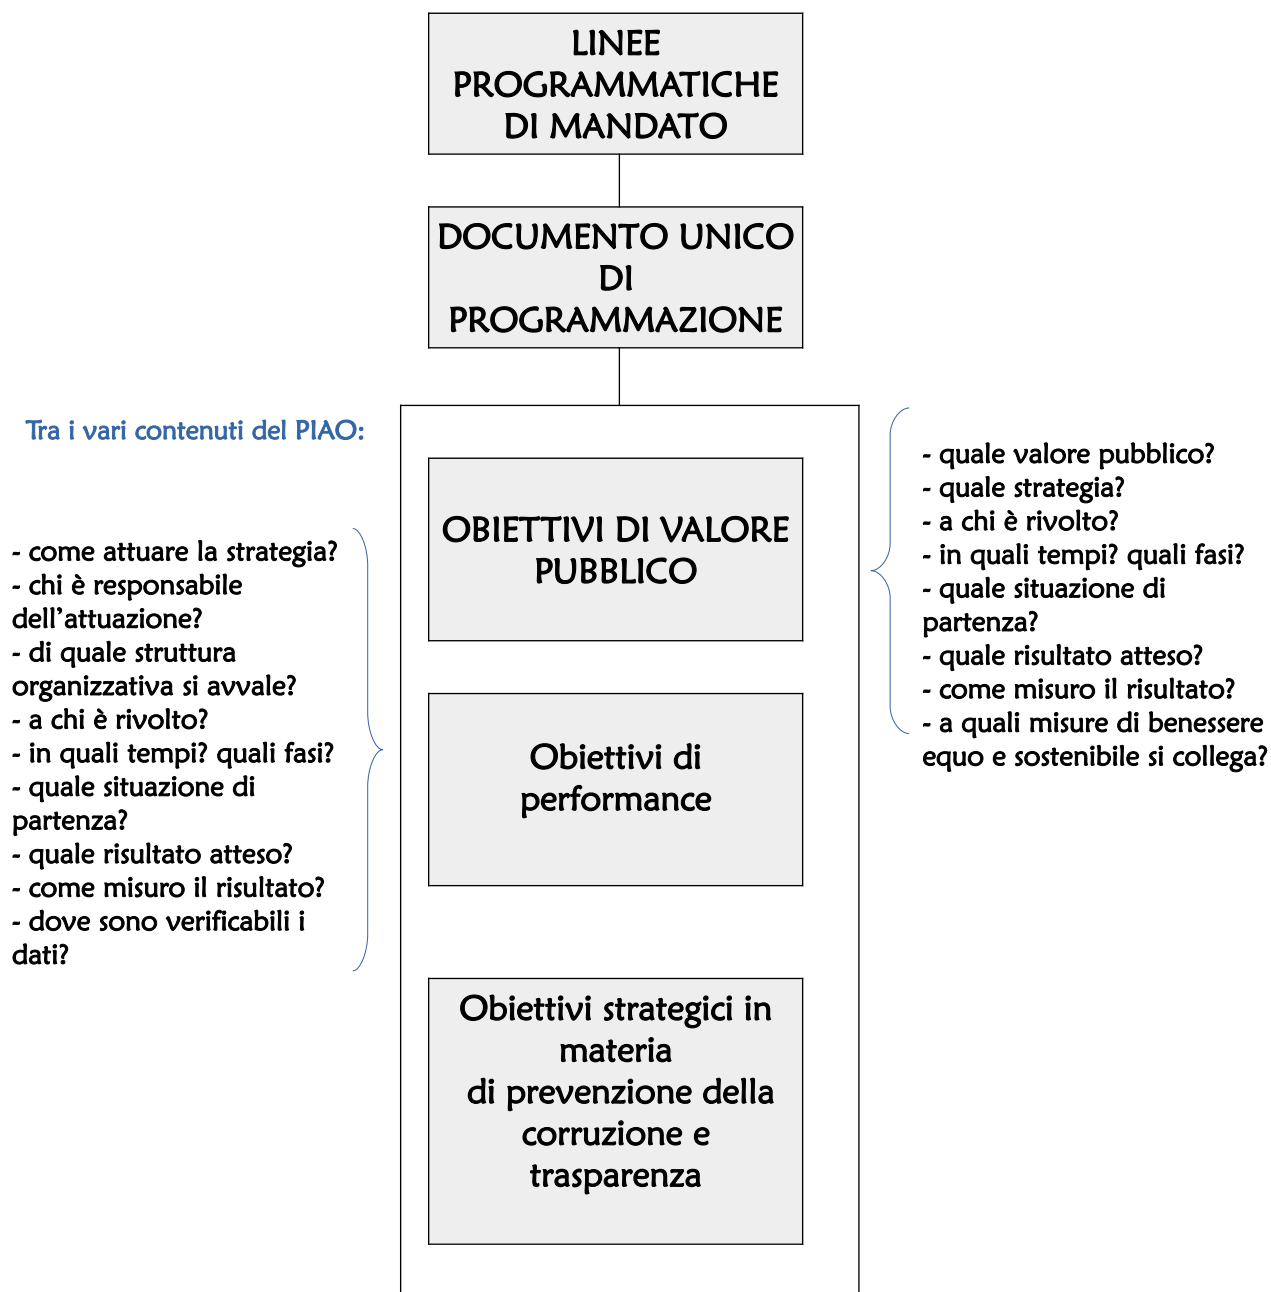 LINEE
PROGRAMMATICHE
DI MANDATO
DOCUMENTO UNICO
DI
PROGRAMMAZIONE
Tra i vari contenuti del PIAO:
OBIETTIVI DI VALORE
PUBBLICO
- quale valore pubblico?
- quale strategia?
- a chi è rivolto?
- in quali tempi? quali fasi?
- quale situazione di
partenza?
- quale risultato atteso?
- come misuro il risultato?
- a quali misure di benessere
equo e sostenibile si collega?
- come attuare la strategia?
- chi è responsabile
dell'attuazione?
- di quale struttura
organizzativa si avvale?
- a chi è rivolto?
- in quali tempi? quali fasi?
- quale situazione di
partenza?
- quale risultato atteso?
- come misuro il risultato?
- dove sono verificabili i
dati?
Obiettivi di
performance
Obiettivi strategici in
materia
di prevenzione della
corruzione e
trasparenza